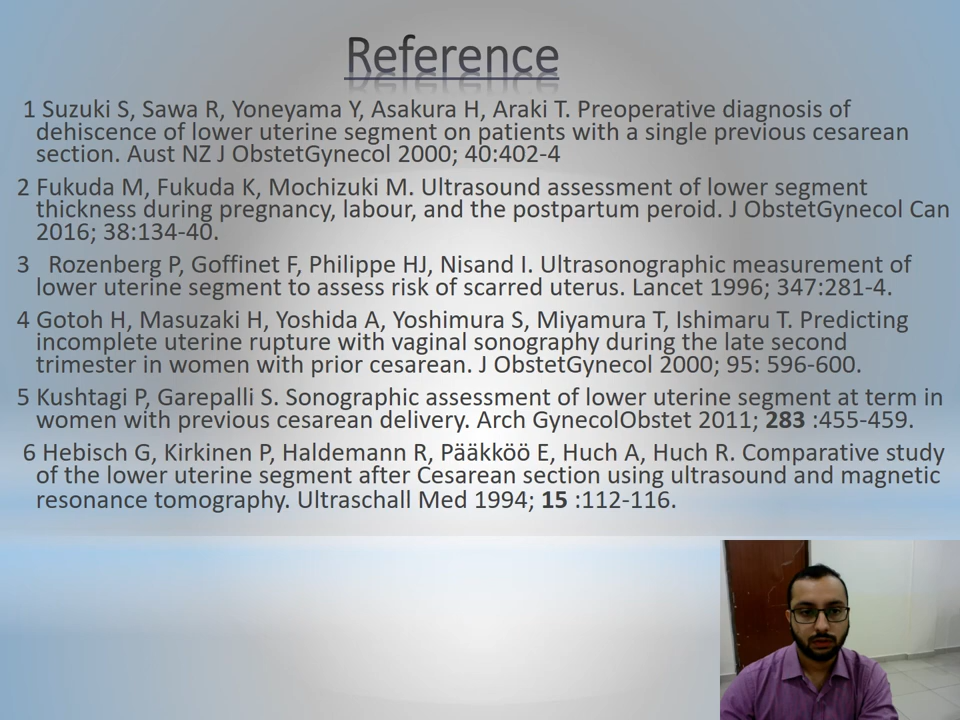 Reference
1 Suzuki S, Sawa R, Yoneyama Y, Asakura H, Araki T. Preoperative diagnosis of
dehiscence of lower uterine segment on patients with a single previous cesarean
section. Aust NZ J ObstetGynecol 2000; 40:402-4
2 Fukuda M, Fukuda K, Mochizuki M. Ultrasound assessment of lower segment
thickness during pregnancy, labour, and the postpartum peroid. J ObstetGynecol Can
2016; 38:134-40.
3 Rozenberg P, Goffinet F, Philippe HJ, Nisand I. Ultrasonographic measurement of
lower uterine segment to assess risk of scarred uterus. Lancet 1996; 347:281-4.
4 Gotoh H, Masuzaki H, Yoshida A, Yoshimura S, Miyamura T, Ishimaru T. Predicting
incomplete uterine rupture with vaginal sonography during the late second
trimester in women with prior cesarean. J ObstetGynecol 2000; 95: 596-600.
5 Kushtagi P, Garepalli S. Sonographic assessment of lower uterine segment at term in
women with previous cesarean delivery. Arch GynecolObstet 2011; 283 :455-459.
6 Hebisch G, Kirkinen P, Haldemann R, Pääkköö E, Huch A, Huch R. Comparative study
of the lower uterine segment after Cesarean section using ultrasound and magnetic
resonance tomography. Ultraschall Med 1994; 15 :112-116.